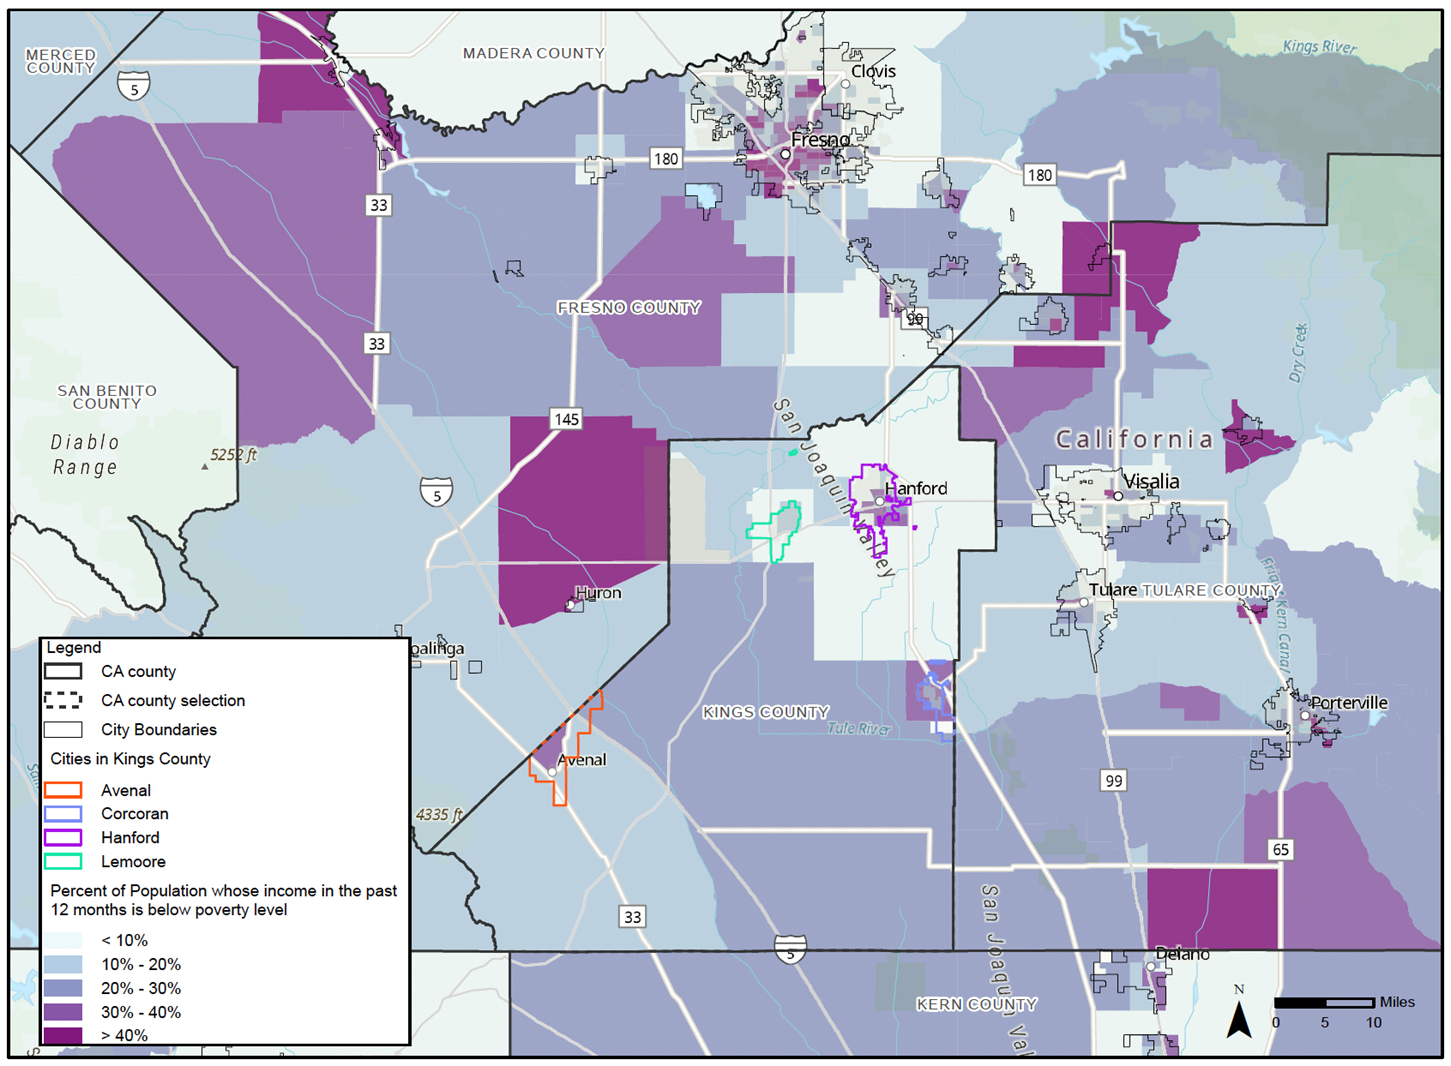 MERCED
COUNTY
MADERA COUNTY
Kings River
5
Clovis
Fresno
180
180
33
FRESNO COUNTY
99
33
Dry Creek
SAN BENITO
COUNTY
Diablo
Range
5252 ft
145
San Joaquin Valley
California
5
Hanford
Visalia
Huron
Tulare
TULARE COUNTY
Friant Kern Canal
oalinga
KINGS COUNTY
Tule River
Porterville
Avenal
99
4335 ft
65
33
San Joaquin Val
5
Delano
KERN COUNTY
Legend
CA county
CA county selection
City Boundaries
Cities in Kings County
Avenal
Corcoran
Hanford
Lemoore
Percent of Population whose income in the past
12 months is below poverty level
< 10%
10% - 20%
20% - 30%
30% - 40%
> 40%
N
Miles
0 5 10